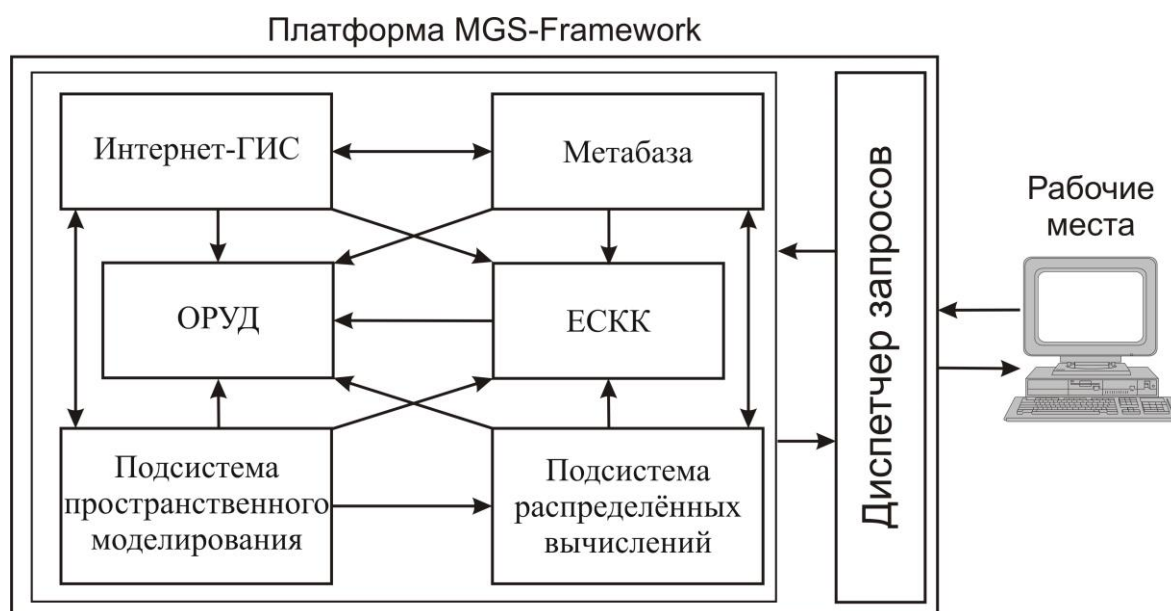 Платформа MGS-Framework
Интернет-ГИС
Метабаза
Диспетчер запросов
Рабочие
места
ОРУД
ЕСКК
Подсистема
пространственного
моделирования
Подсистема
распределённых
вычислений